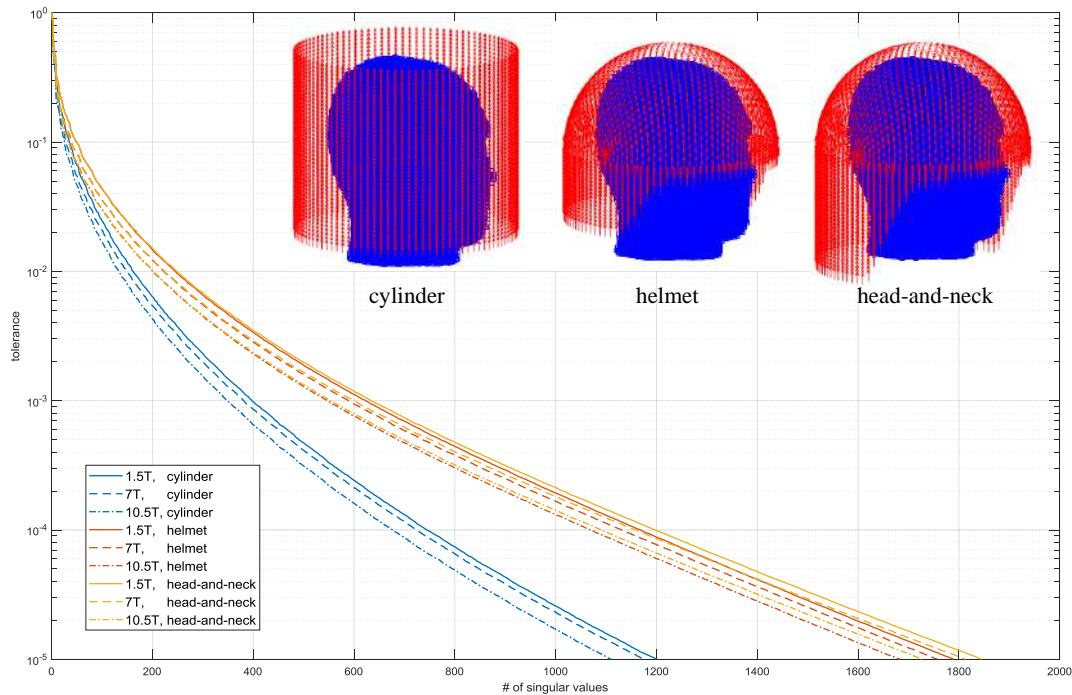 10^0
10^-1
10^-2
10^-3
10^-4
10^-5
tolerance
cylinder helmet head-and-neck
1.5T, cylinder
7T, cylinder
10.5T, cylinder
1.5T, helmet
7T, helmet
10.5T, helmet
1.5T, head-and-neck
7T, head-and-neck
10.5T, head-and-neck
0 200 400 600 800 1000 1200 1400 1600 1800 2000
# of singular values